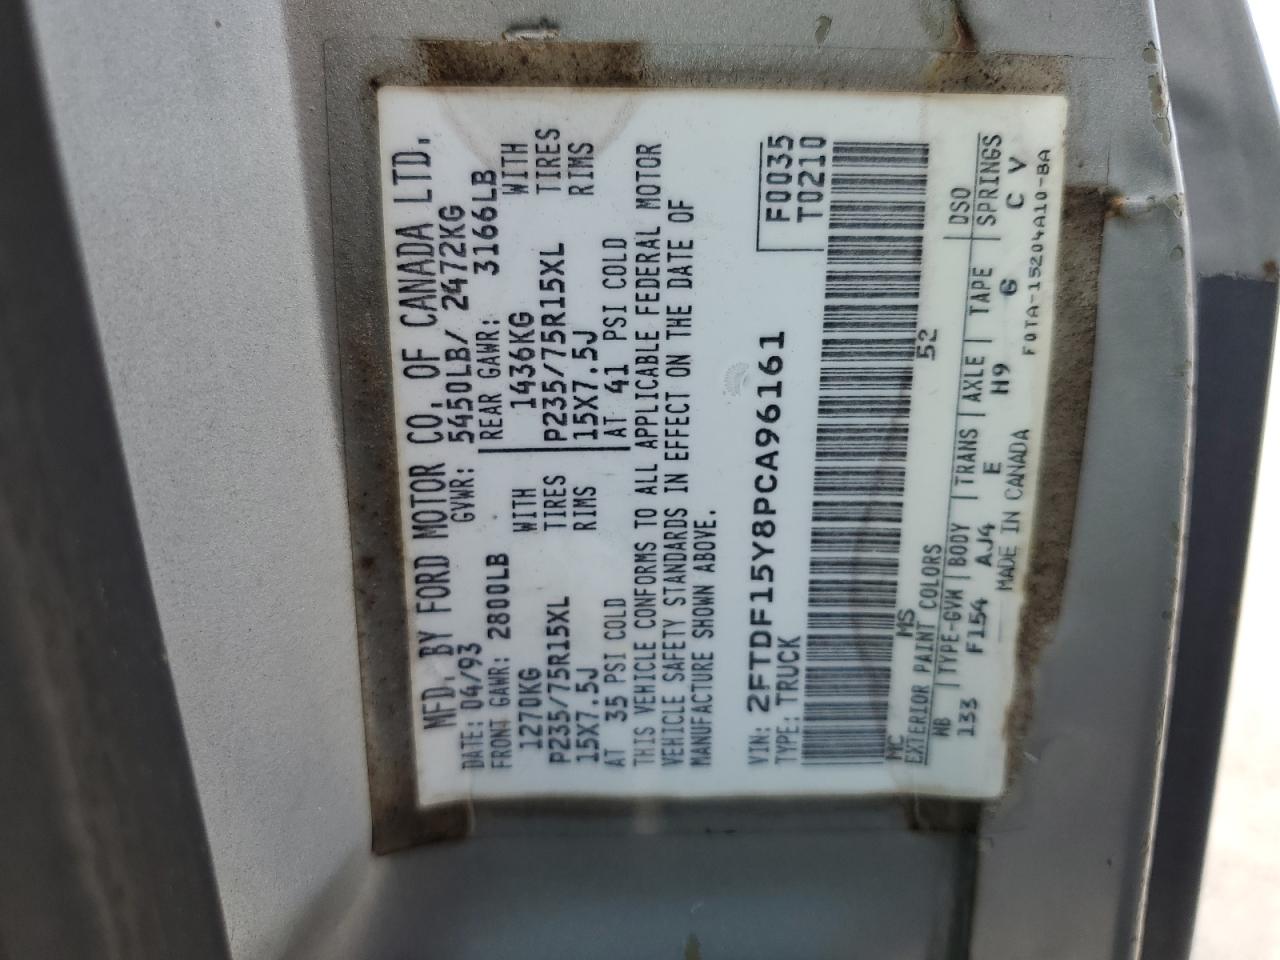 MFD. BY FORD MOTOR CO. OF CANADA LTD.
DATE: 04/93 GVWR: 5450LB/ 2472KG
FRONT GAWR: 2800LB REAR GAWR: 3166LB
1270KG WITH 1436KG WITH
P235/75R15XL TIRES P235/75R15XL TIRES
15X7.5J RIMS 15X7.5J RIMS
AT 35 PSI COLD AT 41 PSI COLD
THIS VEHICLE CONFORMS TO ALL APPLICABLE FEDERAL MOTOR
VEHICLE SAFETY STANDARDS IN EFFECT ON THE DATE OF
MANUFACTURE SHOWN ABOVE.
F0035
T0210
VIN: 2FTDF15Y8PCA96161
TYPE: TRUCK
MC MS 52
EXTERIOR PAINT COLORS DSO
WB TYPE-GVW BODY TRANS AXLE TAPE SPRINGS
133 F154 AJ4 E H9 6 C V
MADE IN CANADA F0TA-15204A10-BA